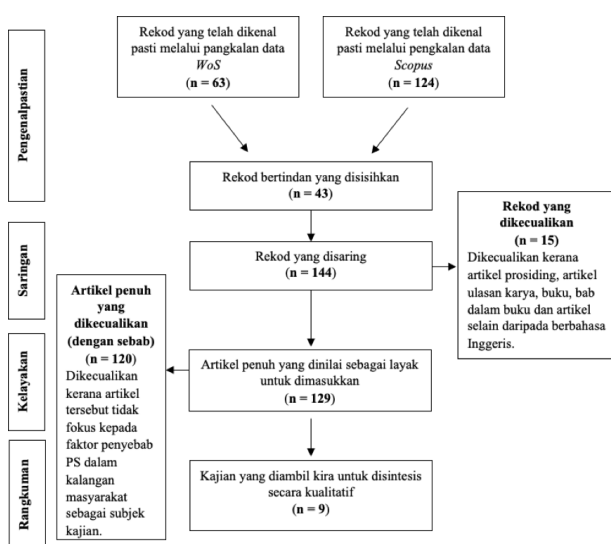 Pengenalpastian
Rekod yang telah dikenal
pasti melalui pangkalan data
WoS
(n = 63)
Rekod yang telah dikenal
pasti melalui pengkalan data
Scopus
(n = 124)
Rekod bertindan yang disisihkan
(n = 43)
Saringan
Rekod yang disaring
(n = 144)
Rekod yang
dikecualikan
(n = 15)
Dikecualikan kerana
artikel prosiding, artikel
ulasan karya, buku, bab
dalam buku dan artikel
selain daripada berbahasa
Inggeris.
Kelayakan
Artikel penuh
yang
dikecualikan
(dengan sebab)
(n = 120)
Dikecualikan
kerana artikel
tersebut tidak
fokus kepada
faktor penyebab
PS dalam
kalangan
masyarakat
sebagai subjek
kajian.
Artikel penuh yang dinilai sebagai layak
untuk dimasukkan
(n = 129)
Rangkuman
Kajian yang diambil kira untuk disintesis
secara kualitatif
(n = 9)